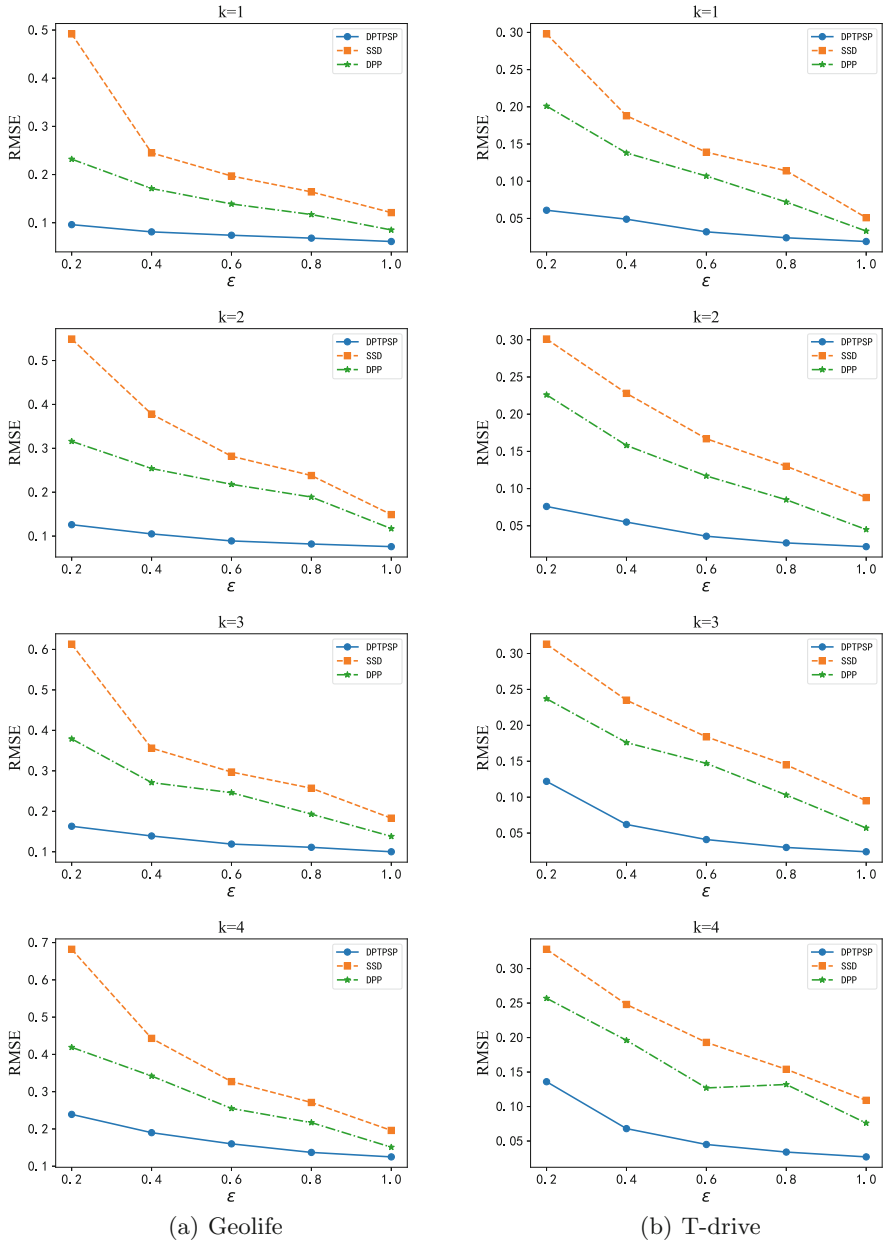 k=1
RMSE
0.5
0.4
0.3
0.2
0.1
DPTPSP
SSD
DPP
0.2 0.4 0.6 0.8 1.0
ε
k=1
RMSE
0.30
0.25
0.20
0.15
0.10
0.05
DPTPSP
SSD
DPP
0.2 0.4 0.6 0.8 1.0
ε
k=2
RMSE
0.5
0.4
0.3
0.2
0.1
DPTPSP
SSD
DPP
0.2 0.4 0.6 0.8 1.0
ε
k=2
RMSE
0.30
0.25
0.20
0.15
0.10
0.05
DPTPSP
SSD
DPP
0.2 0.4 0.6 0.8 1.0
ε
k=3
RMSE
0.6
0.5
0.4
0.3
0.2
0.1
DPTPSP
SSD
DPP
0.2 0.4 0.6 0.8 1.0
ε
k=3
RMSE
0.30
0.25
0.20
0.15
0.10
0.05
DPTPSP
SSD
DPP
0.2 0.4 0.6 0.8 1.0
ε
k=4
RMSE
0.7
0.6
0.5
0.4
0.3
0.2
0.1
DPTPSP
SSD
DPP
0.2 0.4 0.6 0.8 1.0
ε
k=4
RMSE
0.30
0.25
0.20
0.15
0.10
0.05
DPTPSP
SSD
DPP
0.2 0.4 0.6 0.8 1.0
ε
(a) Geolife
(b) T-drive